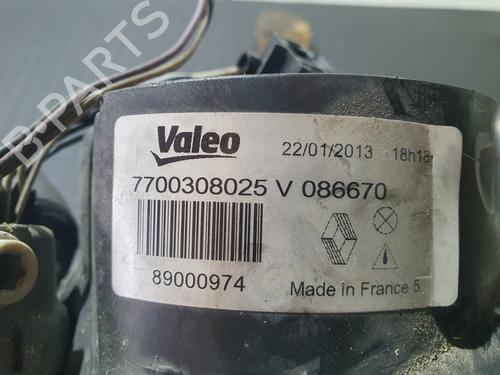 B-PARTS
Valeo
22/01/2013 18h18
7700308025 V 086670
89000974
Made in France 5